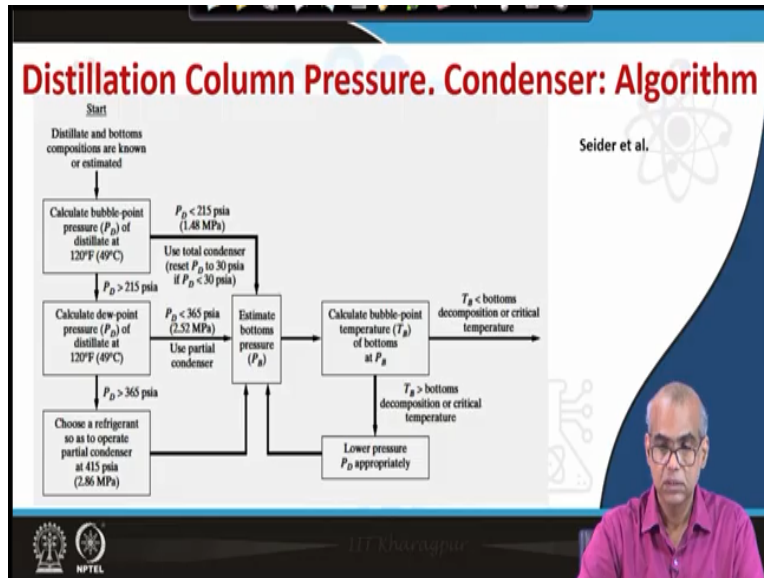 Distillation Column Pressure. Condenser: Algorithm
Start
Distillate and bottoms
compositions are known
or estimated
Seider et al.
Calculate bubble-point
pressure (P_D) of
distillate at
120°F (49°C)
P_D < 215 psia
(1.48 MPa)
Use total condenser
(reset P_D to 30 psia
if P_D < 30 psia)
P_D > 215 psia
Calculate dew-point
pressure (P_D) of
distillate at
120°F (49°C)
P_D < 365 psia
(2.52 MPa)
Use partial
condenser
Estimate
bottoms
pressure
(P_B)
Calculate bubble-point
temperature (T_B)
of bottoms
at P_B
T_B < bottoms
decomposition or critical
temperature
P_D > 365 psia
T_B > bottoms
decomposition or critical
temperature
Choose a refrigerant
so as to operate
partial condenser
at 415 psia
(2.86 MPa)
Lower pressure
P_D appropriately
NPTEL
IIT Kharagpur